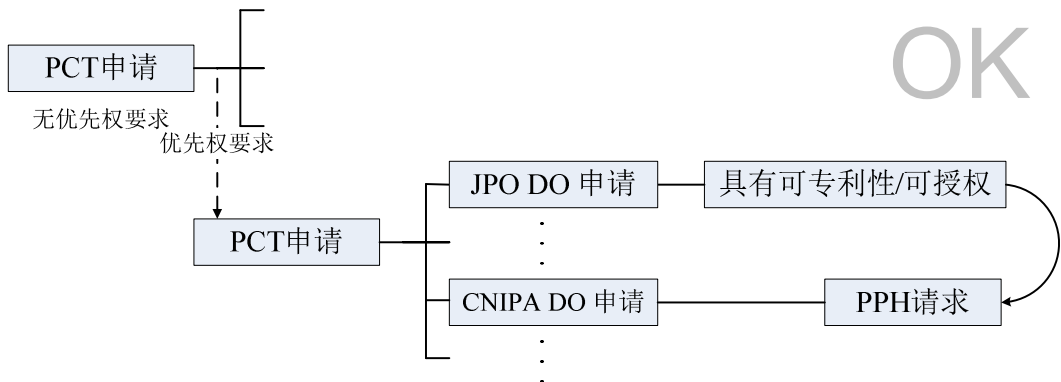 OK
PCT申请
无优先权要求
优先权要求
JPO DO 申请
具有可专利性/可授权
PCT申请
CNIPA DO 申请
PPH请求